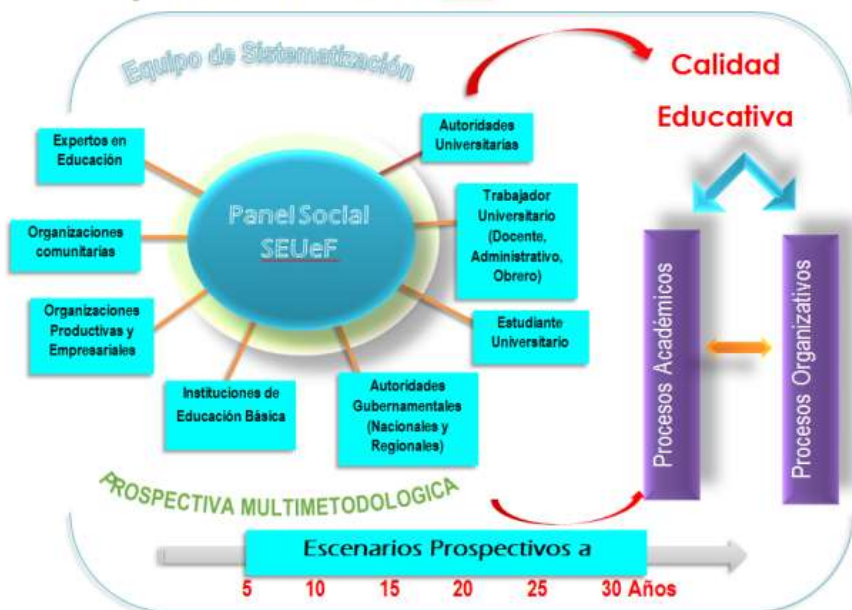 Equipo de Sistematización
Calidad
Educativa
Expertos en
Educación
Autoridades
Universitarias
Panel Social
SEUeF
Organizaciones
comunitarias
Trabajador
Universitario
(Docente,
Administrativo,
Obrero)
Organizaciones
Productivas y
Empresariales
Estudiante
Universitario
Instituciones de
Educación Básica
Autoridades
Gubernamentales
(Nacionales y
Regionales)
Procesos Académicos
Procesos Organizativos
PROSPECTIVA MULTIMETODOLOGICA
Escenarios Prospectivos a
5 10 15 20 25 30 Años